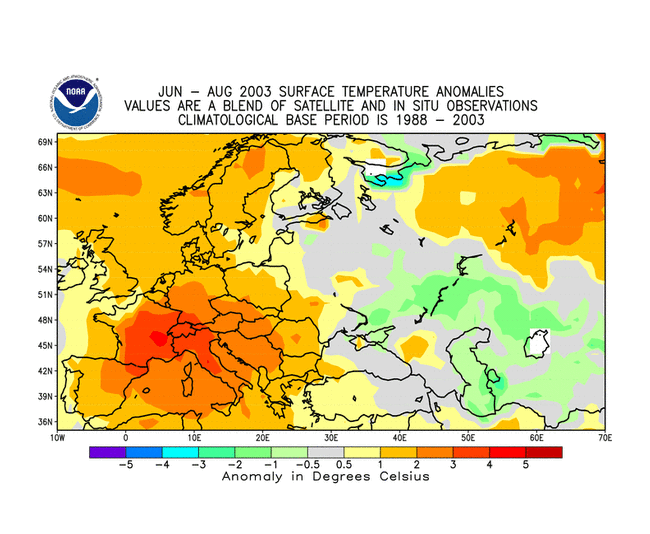 NOAA
JUN - AUG 2003 SURFACE TEMPERATURE ANOMALIES
VALUES ARE A BLEND OF SATELLITE AND IN SITU OBSERVATIONS
CLIMATOLOGICAL BASE PERIOD IS 1988 - 2003
69N
66N
63N
60N
57N
54N
51N
48N
45N
42N
39N
36N
10W 0 10E 20E 30E 40E 50E 60E 70E
-5 -4 -3 -2 -1 -0.5 0.5 1 2 3 4 5
Anomaly in Degrees Celsius